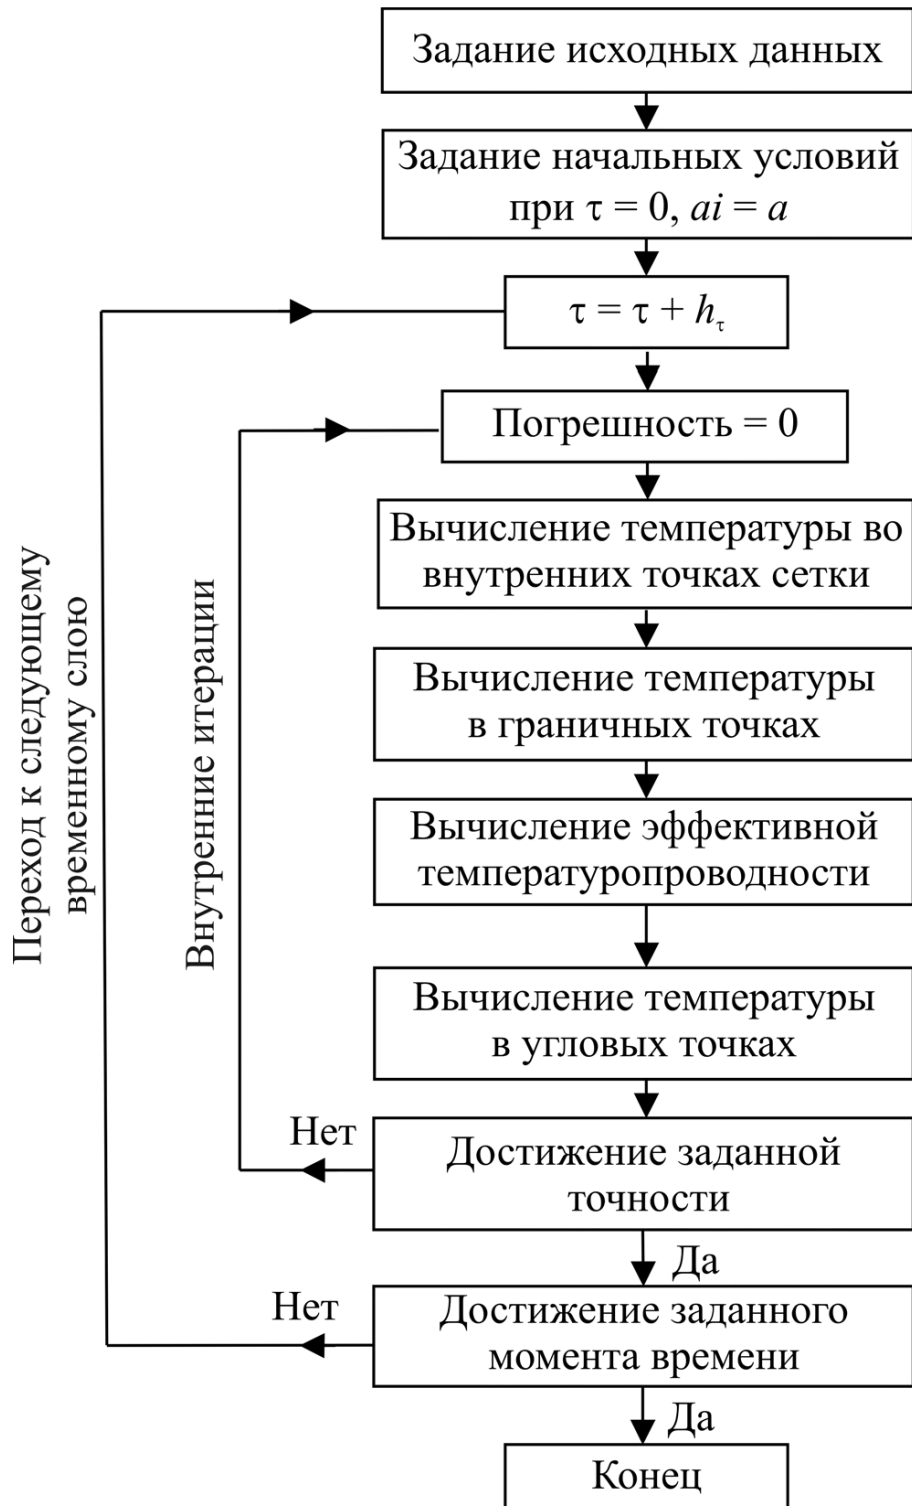 Задание исходных данных
Задание начальных условий
при τ = 0, ai = a
τ = τ + hτ
Погрешность = 0
Вычисление температуры во
внутренних точках сетки
Вычисление температуры
в граничных точках
Вычисление эффективной
температуропроводности
Вычисление температуры
в угловых точках
Нет
Достижение заданной
точности
Да
Нет
Достижение заданного
момента времени
Да
Конец
Внутренние итерации
Переход к следующему
временному слою